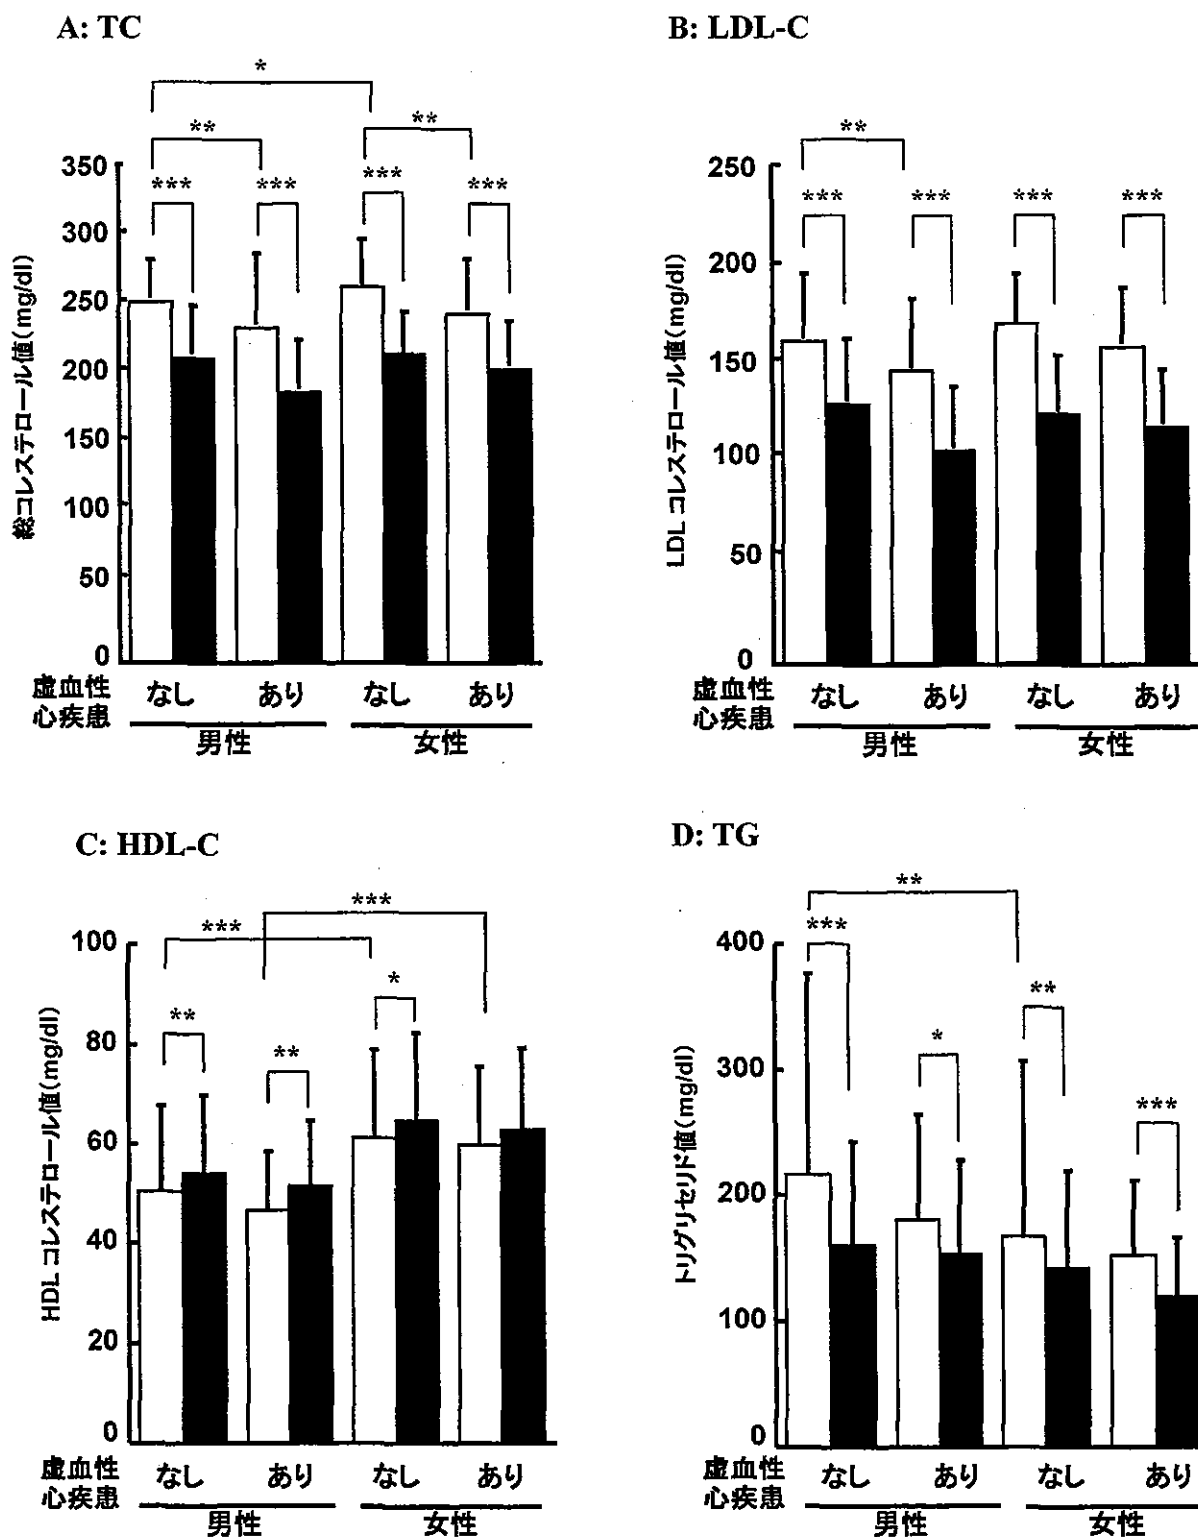 A: TC
*
**
**
***
***
***
***
350
300
250
200
150
100
50
0
総コレステロール値(mg/dl)
虚血性
心疾患
なし
あり
なし
あり
男性
女性
B: LDL-C
**
***
***
***
***
250
200
150
100
50
0
LDL コレステロール値(mg/dl)
虚血性
心疾患
なし
あり
なし
あり
男性
女性
C: HDL-C
***
***
*
**
**
100
80
60
40
20
0
HDL コレステロール値(mg/dl)
虚血性
心疾患
なし
あり
なし
あり
男性
女性
D: TG
**
***
**
*
***
400
300
200
100
0
トリグリセリド値(mg/dl)
虚血性
心疾患
なし
あり
なし
あり
男性
女性